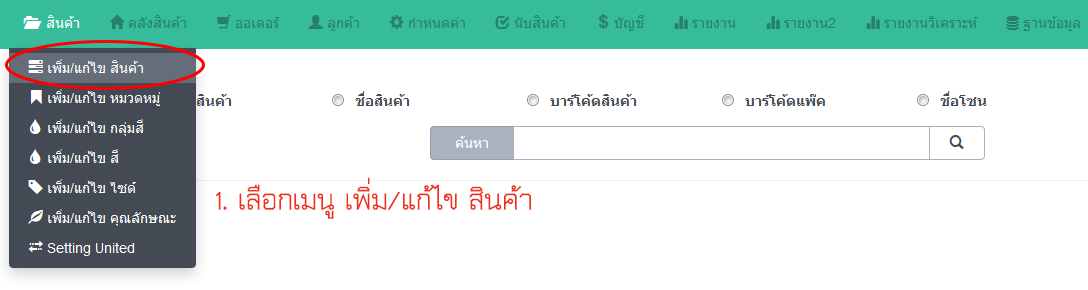 สินค้า คลังสินค้า ออเดอร์ ลูกค้า กำหนดค่า นับสินค้า บัญชี รายงาน รายงาน2 รายงานวิเคราะห์ ฐานข้อมูล
เพิ่ม/แก้ไข สินค้า
เพิ่ม/แก้ไข หมวดหมู่
สินค้า ชื่อสินค้า บาร์โค้ดสินค้า บาร์โค้ดแพ๊ค ชื่อโซน
เพิ่ม/แก้ไข กลุ่มสี
ค้นหา
เพิ่ม/แก้ไข สี
เพิ่ม/แก้ไข ไซด์
1. เลือกเมนู เพิ่ม/แก้ไข สินค้า
เพิ่ม/แก้ไข คุณลักษณะ
Setting United